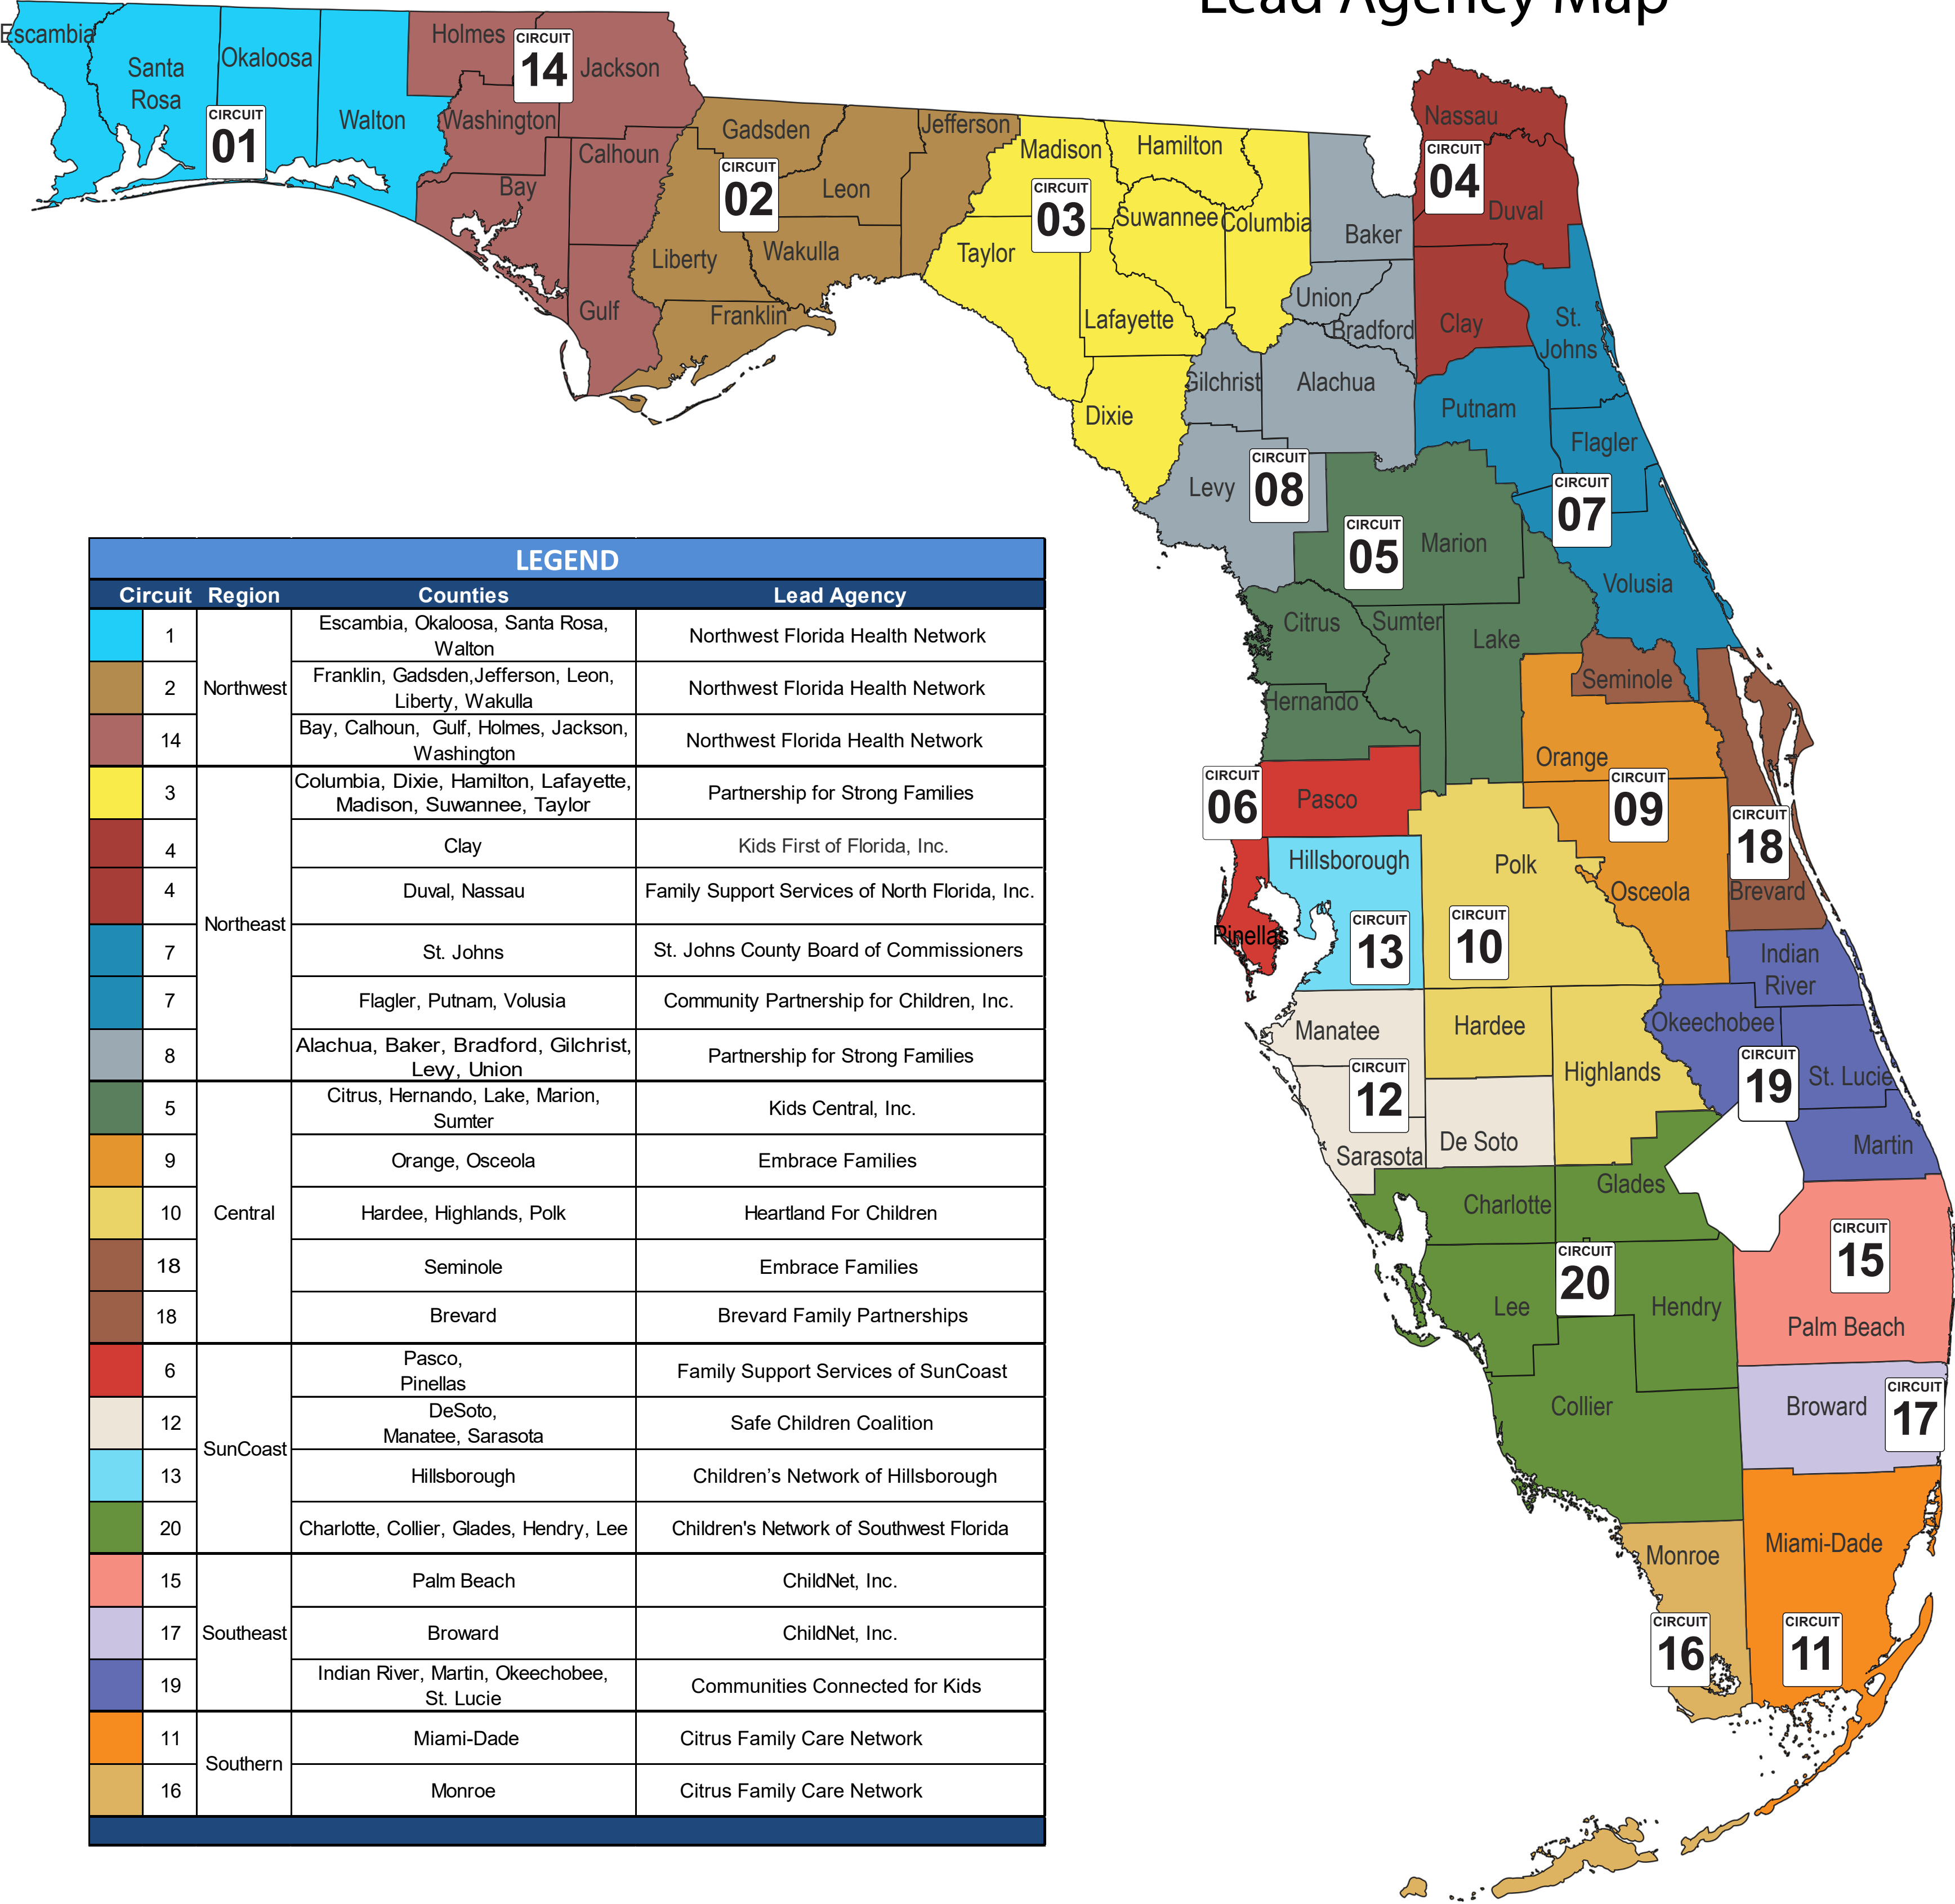 Lead Agency Map
Escambia
Santa
Rosa
Okaloosa
Walton
CIRCUIT
01
Holmes
CIRCUIT
14
Jackson
Washington
Calhoun
Bay
Gulf
Gadsden
Jefferson
CIRCUIT
02
Leon
Liberty
Wakulla
Franklin
Madison
Hamilton
CIRCUIT
03
Suwannee
Columbia
Taylor
Lafayette
Dixie
Nassau
CIRCUIT
04
Duval
Baker
Union
Bradford
Clay
St.
Johns
Gilchrist
Alachua
Putnam
Flagler
Levy
CIRCUIT
08
CIRCUIT
07
CIRCUIT
05
Marion
Volusia
Citrus
Sumter
Lake
Seminole
Hernando
Orange
CIRCUIT
06
Pasco
CIRCUIT
09
CIRCUIT
18
Hillsborough
Polk
Osceola
Brevard
Pinellas
CIRCUIT
13
CIRCUIT
10
Indian
River
Manatee
Hardee
Okeechobee
CIRCUIT
12
Highlands
CIRCUIT
19
St. Lucie
Sarasota
De Soto
Martin
Charlotte
Glades
CIRCUIT
20
CIRCUIT
15
Lee
Hendry
Palm Beach
Collier
Broward
CIRCUIT
17
Monroe
Miami-Dade
CIRCUIT
16
CIRCUIT
11
LEGEND
Circuit Region Counties Lead Agency
1 Escambia, Okaloosa, Santa Rosa,
Walton Northwest Florida Health Network
Northwest
2 Franklin, Gadsden,Jefferson, Leon,
Liberty, Wakulla Northwest Florida Health Network
14 Bay, Calhoun, Gulf, Holmes, Jackson,
Washington Northwest Florida Health Network
3 Columbia, Dixie, Hamilton, Lafayette,
Madison, Suwannee, Taylor Partnership for Strong Families
4 Clay Kids First of Florida, Inc.
4 Duval, Nassau Family Support Services of North Florida, Inc.
Northeast
7 St. Johns St. Johns County Board of Commissioners
7 Flagler, Putnam, Volusia Community Partnership for Children, Inc.
8 Alachua, Baker, Bradford, Gilchrist,
Levy, Union Partnership for Strong Families
5 Citrus, Hernando, Lake, Marion,
Sumter Kids Central, Inc.
9 Orange, Osceola Embrace Families
10 Central Hardee, Highlands, Polk Heartland For Children
18 Seminole Embrace Families
18 Brevard Brevard Family Partnerships
6 Pasco,
Pinellas Family Support Services of SunCoast
12 DeSoto,
Manatee, Sarasota Safe Children Coalition
SunCoast
13 Hillsborough Children’s Network of Hillsborough
20 Charlotte, Collier, Glades, Hendry, Lee Children's Network of Southwest Florida
15 Palm Beach ChildNet, Inc.
17 Southeast Broward ChildNet, Inc.
19 Indian River, Martin, Okeechobee,
St. Lucie Communities Connected for Kids
11 Miami-Dade Citrus Family Care Network
Southern
16 Monroe Citrus Family Care Network